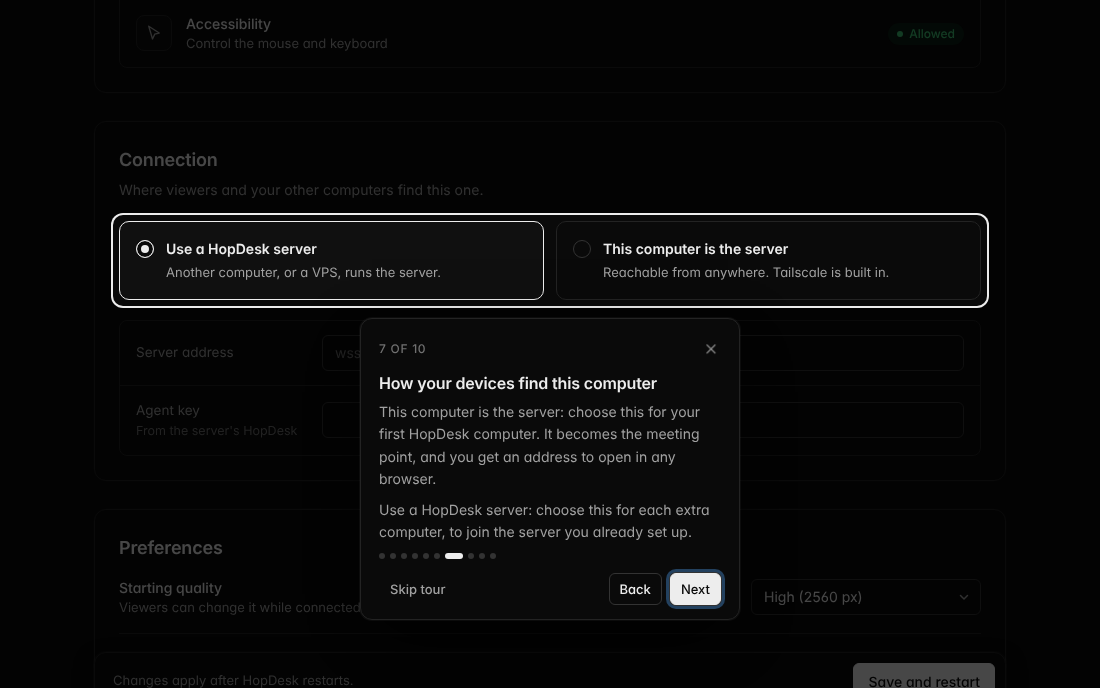 Accessibility
Control the mouse and keyboard
Allowed
Connection
Where viewers and your other computers find this one.
Use a HopDesk server
Another computer, or a VPS, runs the server.
This computer is the server
Reachable from anywhere. Tailscale is built in.
Server address
wss
Agent key
From the server's HopDesk
7 OF 10
How your devices find this computer
This computer is the server: choose this for your
first HopDesk computer. It becomes the meeting
point, and you get an address to open in any
browser.
Use a HopDesk server: choose this for each extra
computer, to join the server you already set up.
Skip tour
Back
Next
Preferences
Starting quality
Viewers can change it while connected
High (2560 px)
Changes apply after HopDesk restarts.
Save and restart